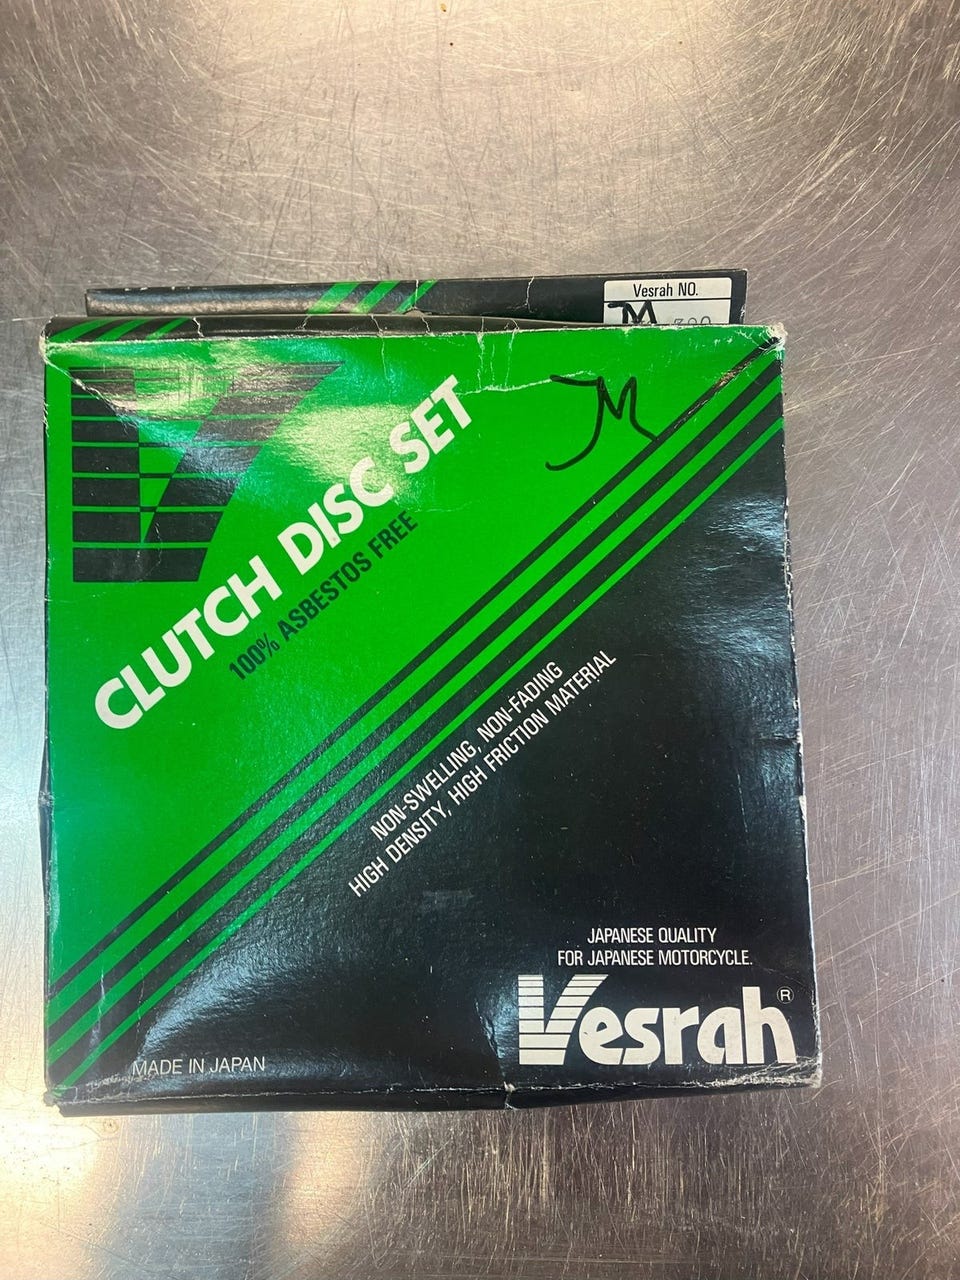 Vesrah NO.
M
M
CLUTCH DISC SET
100% ASBESTOS FREE
NON-SWELLING, NON-FADING
HIGH DENSITY, HIGH FRICTION MATERIAL
JAPANESE QUALITY
FOR JAPANESE MOTORCYCLE.
Vesrah ®
MADE IN JAPAN